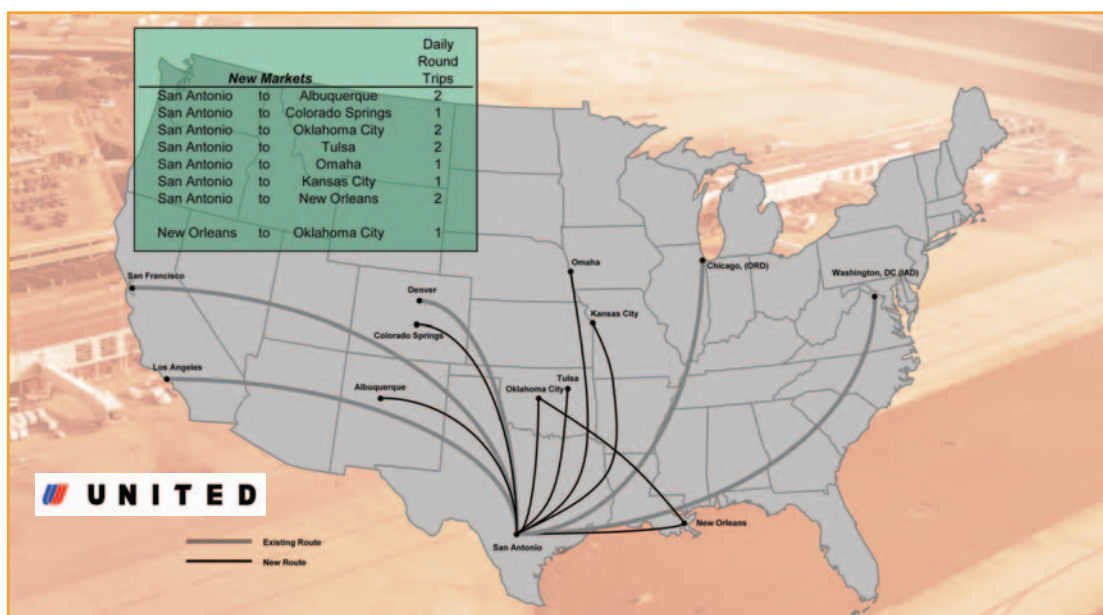 Daily
Round
New Markets Trips
San Antonio to Albuquerque 2
San Antonio to Colorado Springs 1
San Antonio to Oklahoma City 2
San Antonio to Tulsa 2
San Antonio to Omaha 1
San Antonio to Kansas City 1
San Antonio to New Orleans 2
New Orleans to Oklahoma City 1
Omaha
Chicago, (ORD)
Washington, DC (IAD)
San Francisco
Denver
Kansas City
Colorado Springs
Los Angeles
Tulsa
Albuquerque
Oklahoma City
UNITED
New Orleans
San Antonio
Existing Route
New Route